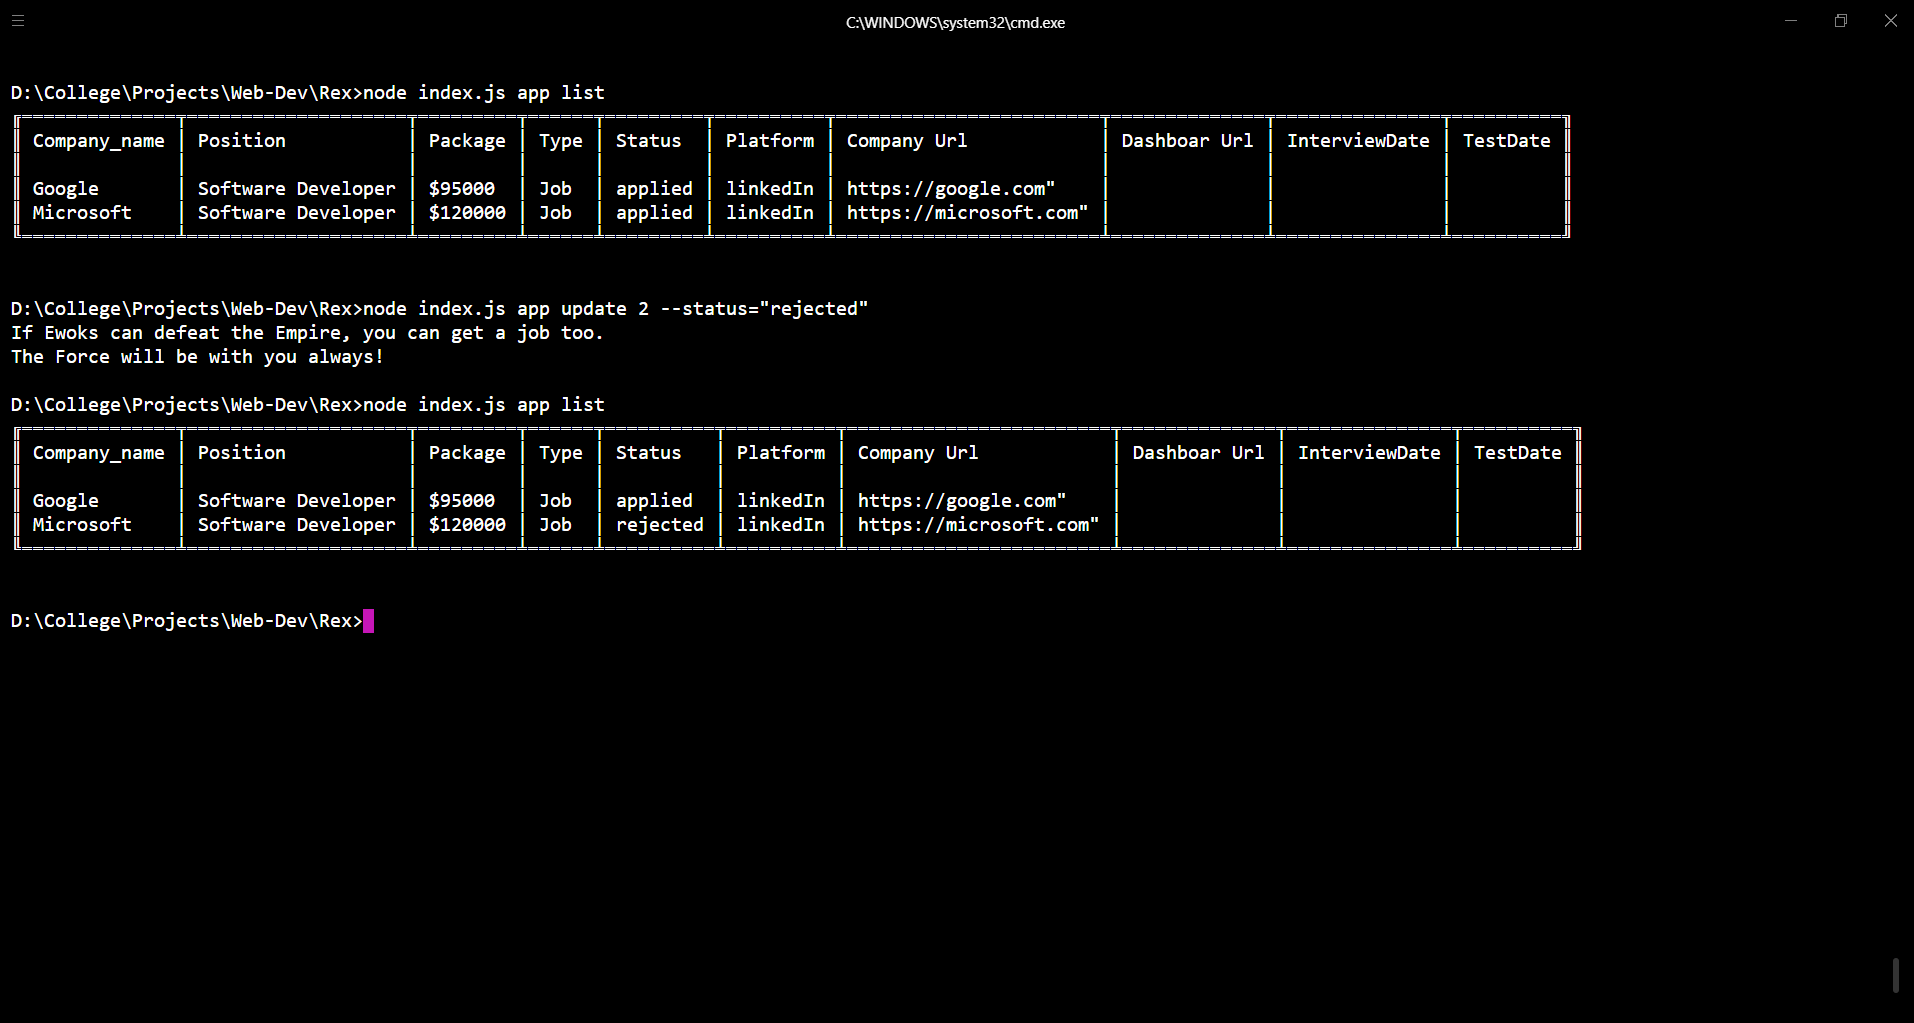 C:\WINDOWS\system32\cmd.exe
D:\College\Projects\Web-Dev\Rex>node index.js app list
Company_name Position Package Type Status Platform Company Url Dashboar Url InterviewDate TestDate
Google Software Developer $95000 Job applied linkedIn https://google.com"
Microsoft Software Developer $120000 Job applied linkedIn https://microsoft.com"
D:\College\Projects\Web-Dev\Rex>node index.js app update 2 --status="rejected"
If Ewoks can defeat the Empire, you can get a job too.
The Force will be with you always!
D:\College\Projects\Web-Dev\Rex>node index.js app list
Company_name Position Package Type Status Platform Company Url Dashboar Url InterviewDate TestDate
Google Software Developer $95000 Job applied linkedIn https://google.com"
Microsoft Software Developer $120000 Job rejected linkedIn https://microsoft.com"
D:\College\Projects\Web-Dev\Rex>